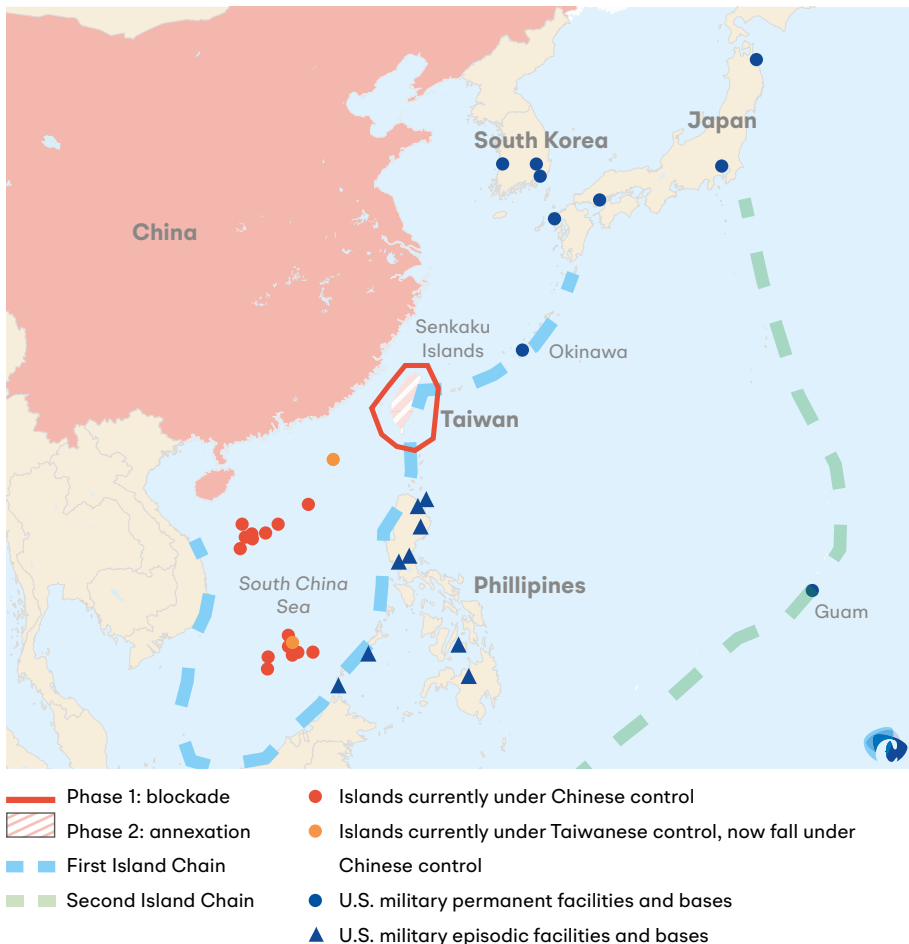 Japan
South Korea
China
Senkaku
Islands
Okinawa
Taiwan
South China
Sea
Phillipines
Guam
Phase 1: blockade
Phase 2: annexation
First Island Chain
Second Island Chain
Islands currently under Chinese control
Islands currently under Taiwanese control, now fall under
Chinese control
U.S. military permanent facilities and bases
U.S. military episodic facilities and bases